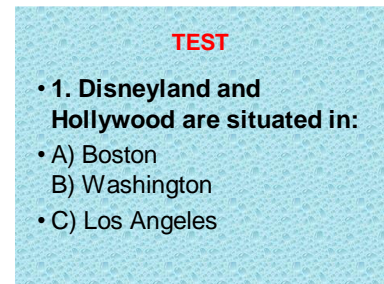 TEST
• 1. Disneyland and
Hollywood are situated in:
• A) Boston
B) Washington
• C) Los Angeles